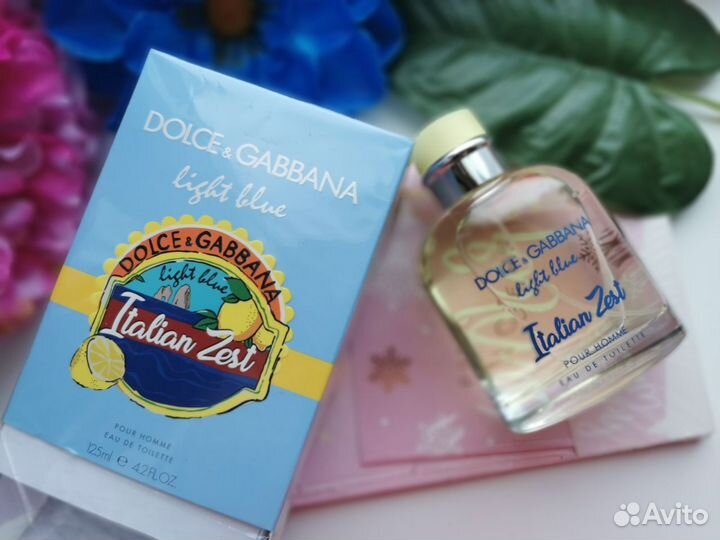 DOLCE & GABBANA
light blue
DOLCE & GABBANA
light blue
Italian Zest
POUR HOMME
EAU DE TOILETTE
125ml e 4.2FL.OZ.
DOLCE & GABBANA
light blue
Italian Zest
POUR HOMME
EAU DE TOILETTE
Avito